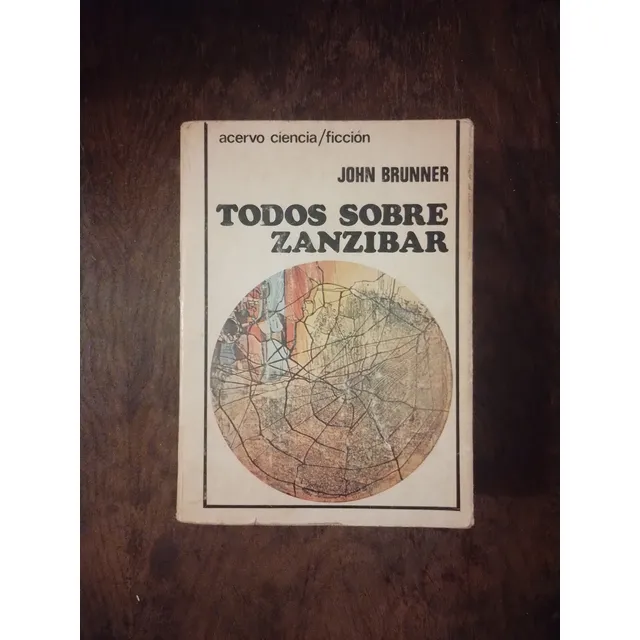 acervo ciencia/ficción
JOHN BRUNNER
TODOS SOBRE
ZANZIBAR